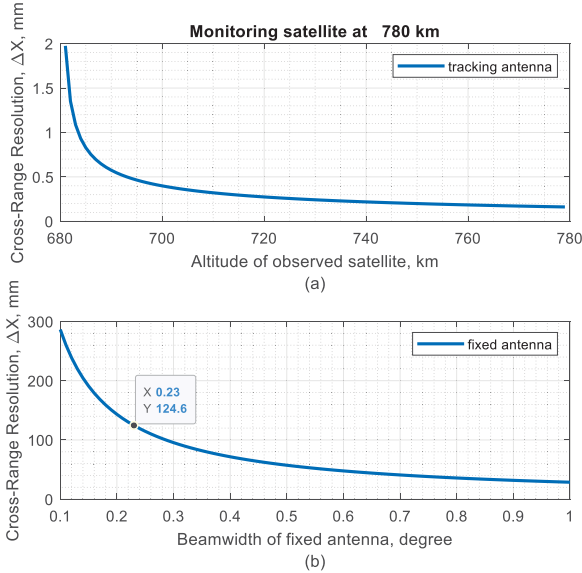 (a)
Monitoring satellite at 780 km
Cross-Range Resolution, ΔX, mm
2
1.5
1
0.5
0
tracking antenna
680 700 720 740 760 780
Altitude of observed satellite, km
(a)
Cross-Range Resolution, ΔX, mm
300
200
100
0
fixed antenna
X 0.23
Y 124.6
0.1 0.2 0.3 0.4 0.5 0.6 0.7 0.8 0.9 1
Beamwidth of fixed antenna, degree
(b)